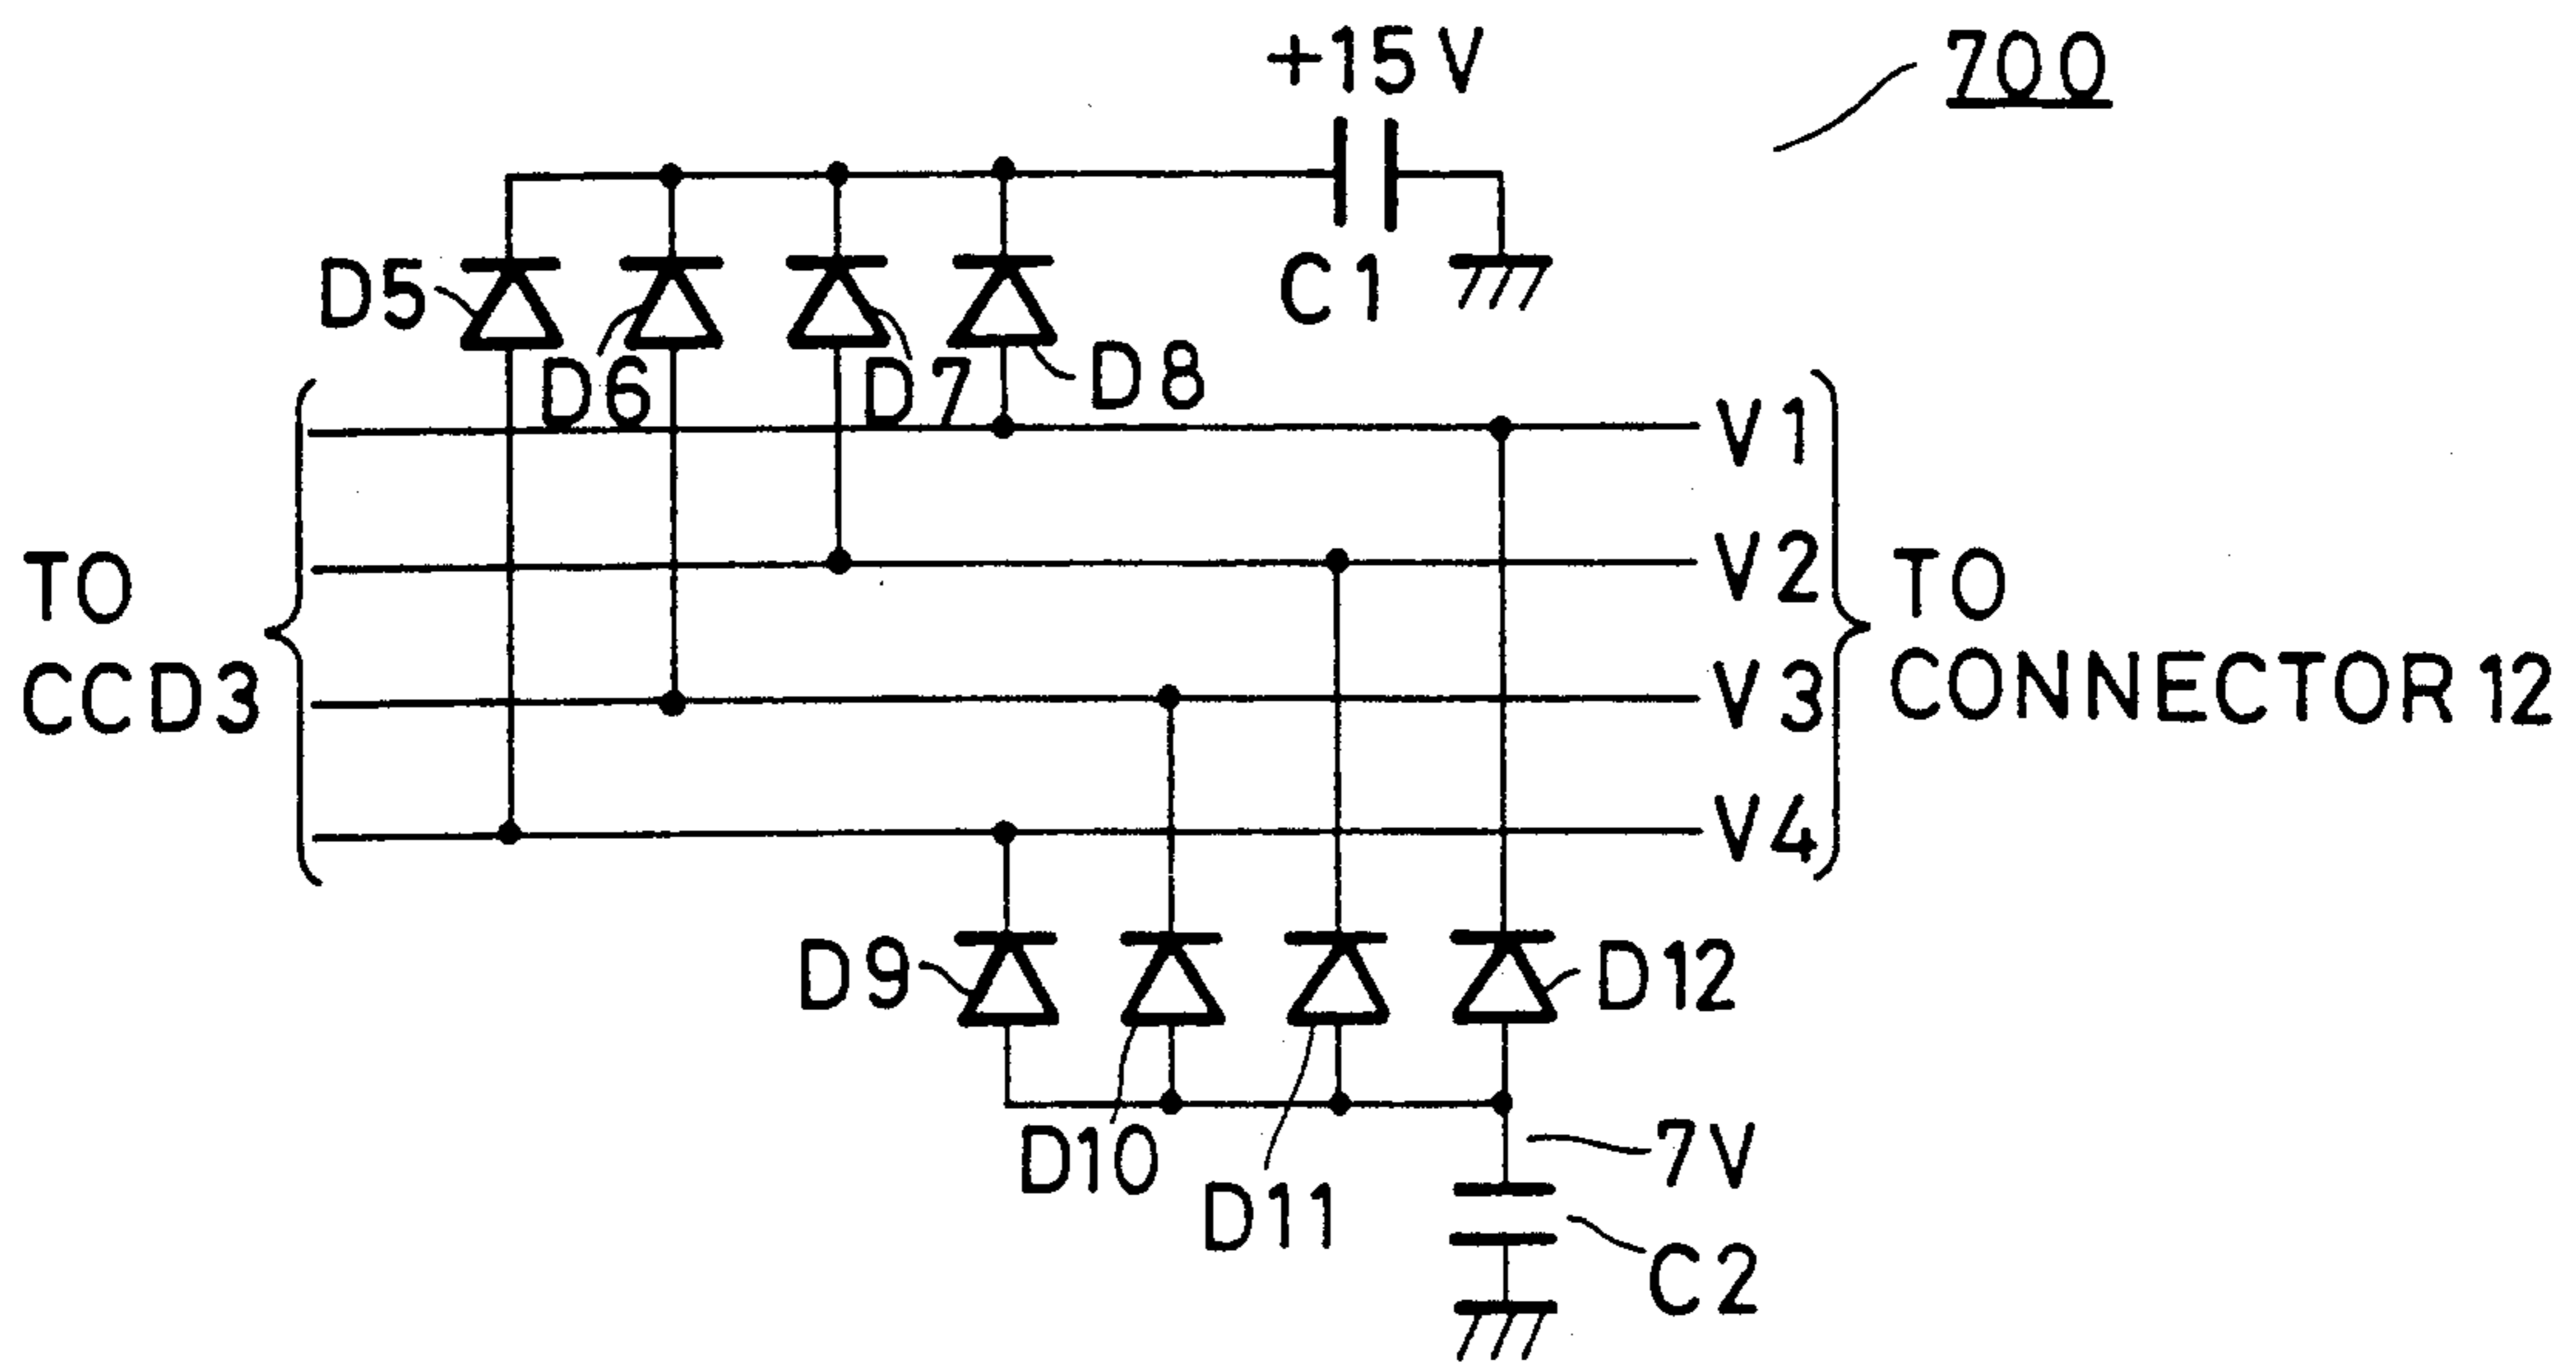 +15V
700
C1
D5
D6
D7
D8
V1
V2
V3
V4
TO
CCD3
TO
CONNECTOR 12
D9
D10
D11
D12
7V
C2